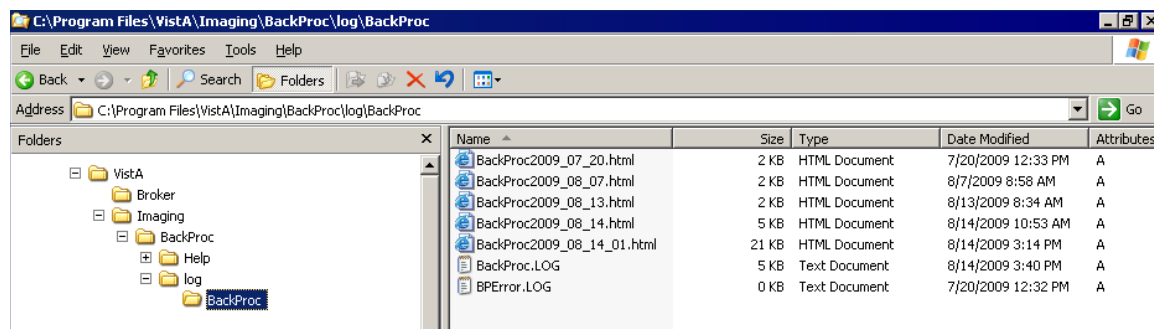 C:\Program Files\VistA\Imaging\BackProc\log\BackProc
File Edit View Favorites Tools Help
Back Search Folders
Address C:\Program Files\VistA\Imaging\BackProc\log\BackProc Go
Folders
VistA
Broker
Imaging
BackProc
Help
log
BackProc
Name Size Type Date Modified Attributes
BackProc2009_07_20.html 2 KB HTML Document 7/20/2009 12:33 PM A
BackProc2009_08_07.html 2 KB HTML Document 8/7/2009 8:58 AM A
BackProc2009_08_13.html 2 KB HTML Document 8/13/2009 8:34 AM A
BackProc2009_08_14.html 5 KB HTML Document 8/14/2009 10:53 AM A
BackProc2009_08_14_01.html 21 KB HTML Document 8/14/2009 3:14 PM A
BackProc.LOG 5 KB Text Document 8/14/2009 3:40 PM A
BPError.LOG 0 KB Text Document 7/20/2009 12:32 PM A